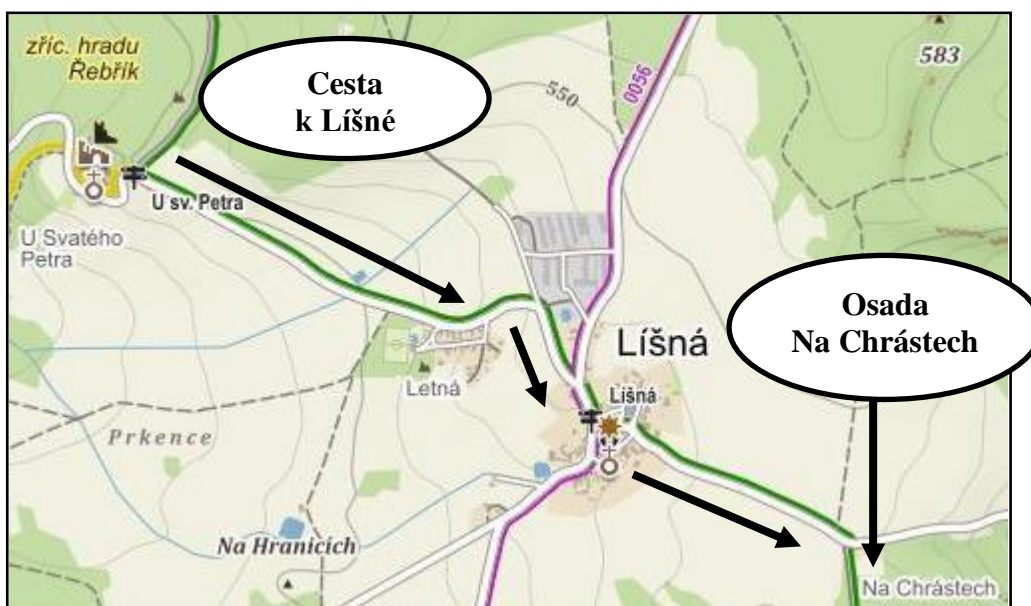 zříc. hradu
Řebřík
Cesta
k Líšné
550
0056
583
U sv. Petra
U Svatého
Petra
Osada
Na Chrástech
Líšná
Letná
Líšná
Prkence
Na Hranicích
Na Chrástech